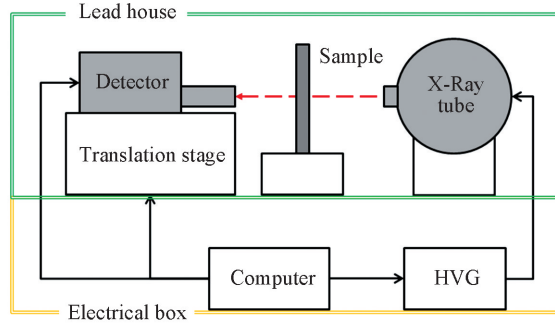 Lead house
Sample
Detector
X-Ray
tube
Translation stage
Computer
HVG
Electrical box